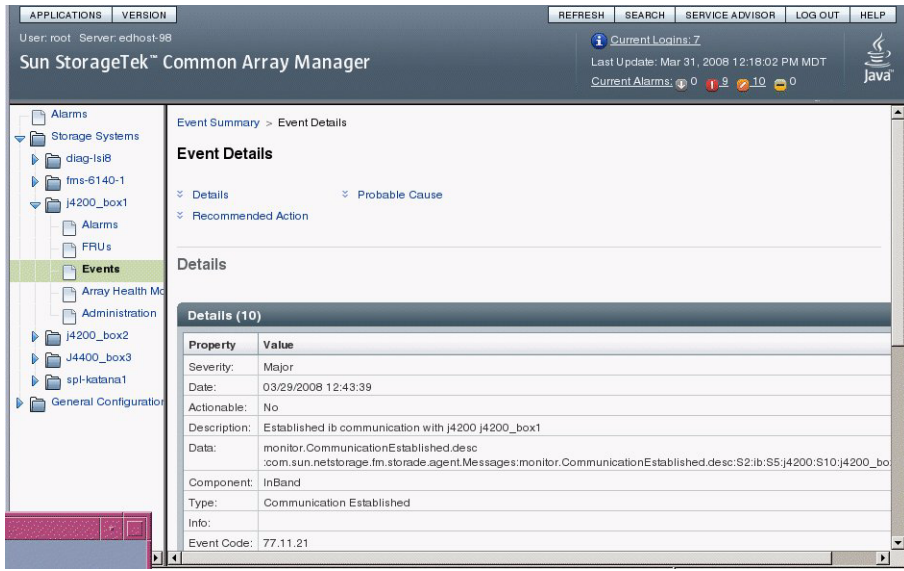 APPLICATIONS VERSION
REFRESH SEARCH SERVICE ADVISOR LOG OUT HELP
User: root Server: edhost-98
Sun StorageTek™ Common Array Manager
Current Logins: 7
Last Update: Mar 31, 2008 12:18:02 PM MDT
Current Alarms: 0 9 10 0
Java™
Alarms
Storage Systems
diag-lsi8
fms-6140-1
j4200_box1
Alarms
FRUs
Events
Array Health Mo
Administration
j4200_box2
J4400_box3
spl-katana1
General Configuration
Event Summary > Event Details
Event Details
Details
Probable Cause
Recommended Action
Details
Details (10)
Property Value
Severity: Major
Date: 03/29/2008 12:43:39
Actionable: No
Description: Established ib communication with j4200 j4200_box1
Data: monitor.CommunicationEstablished.desc
:com.sun.netstorage.fm.storade.agent.Messages:monitor.CommunicationEstablished.desc:S2:ib:S5:j4200:S10:j4200_bo
Component: InBand
Type: Communication Established
Info:
Event Code: 77.11.21